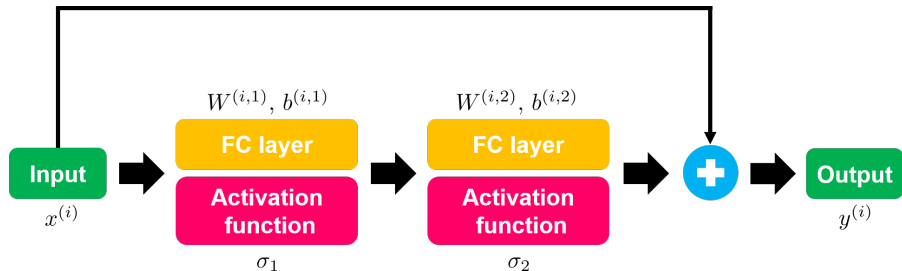 W^{(i,1)}, b^{(i,1)}
W^{(i,2)}, b^{(i,2)}
Input
FC layer
FC layer
Output
Activation
function
Activation
function
x^{(i)}
y^{(i)}
σ_1
σ_2